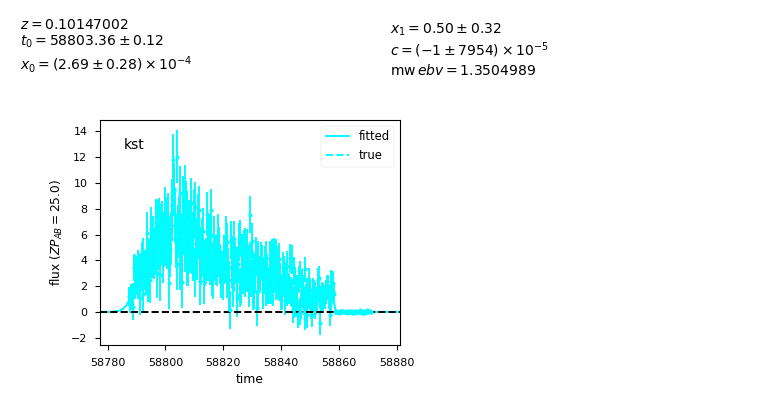 z = 0.10147002
t₀ = 58803.36 ± 0.12
x₀ = (2.69 ± 0.28) × 10⁻⁴
x₁ = 0.50 ± 0.32
c = (−1 ± 7954) × 10⁻⁵
mw ebv = 1.3504989
kst
fitted
true
14
12
10
8
6
4
2
0
−2
flux (ZP_AB = 25.0)
58780 58800 58820 58840 58860 58880
time